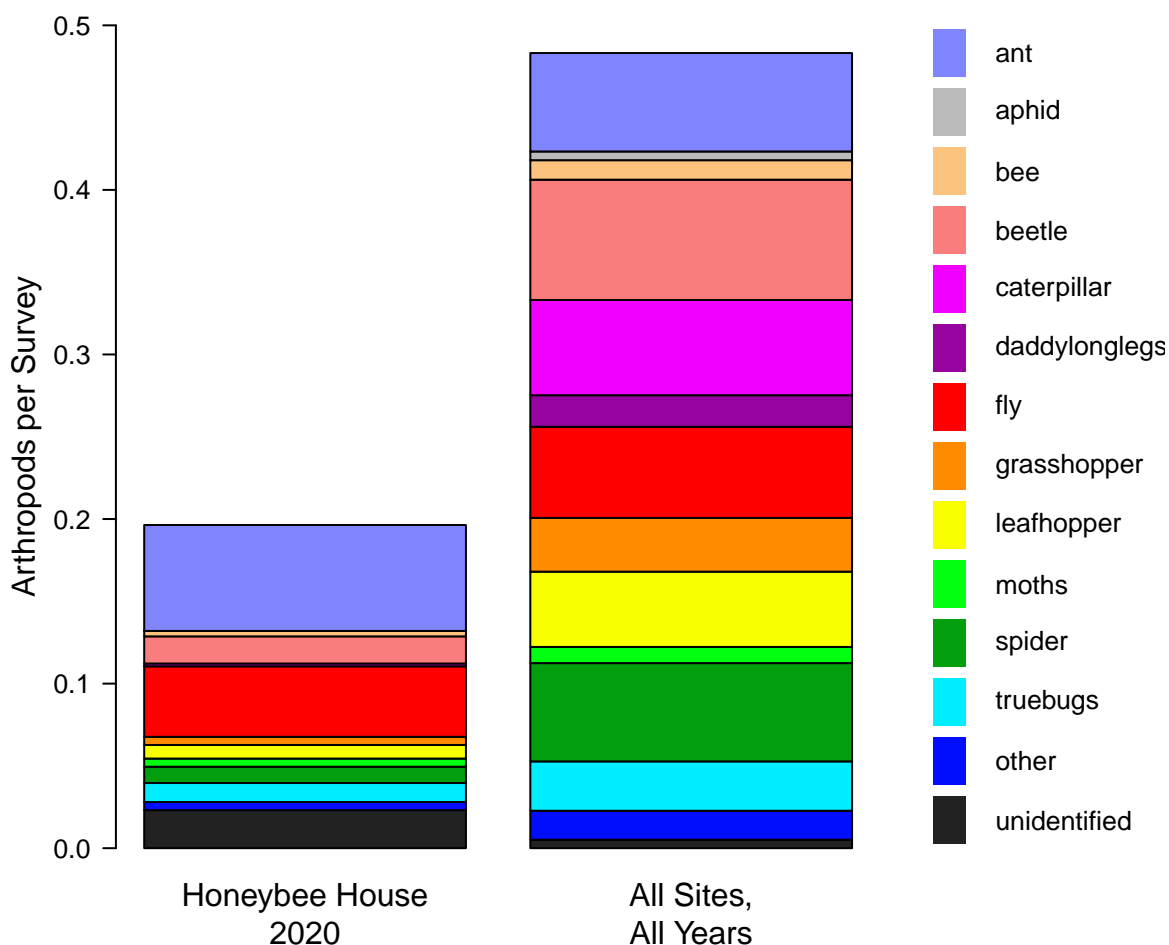 Arthropods per Survey
0.5
0.4
0.3
0.2
0.1
0.0
Honeybee House
2020
All Sites,
All Years
ant
aphid
bee
beetle
caterpillar
daddylonglegs
fly
grasshopper
leafhopper
moths
spider
truebugs
other
unidentified